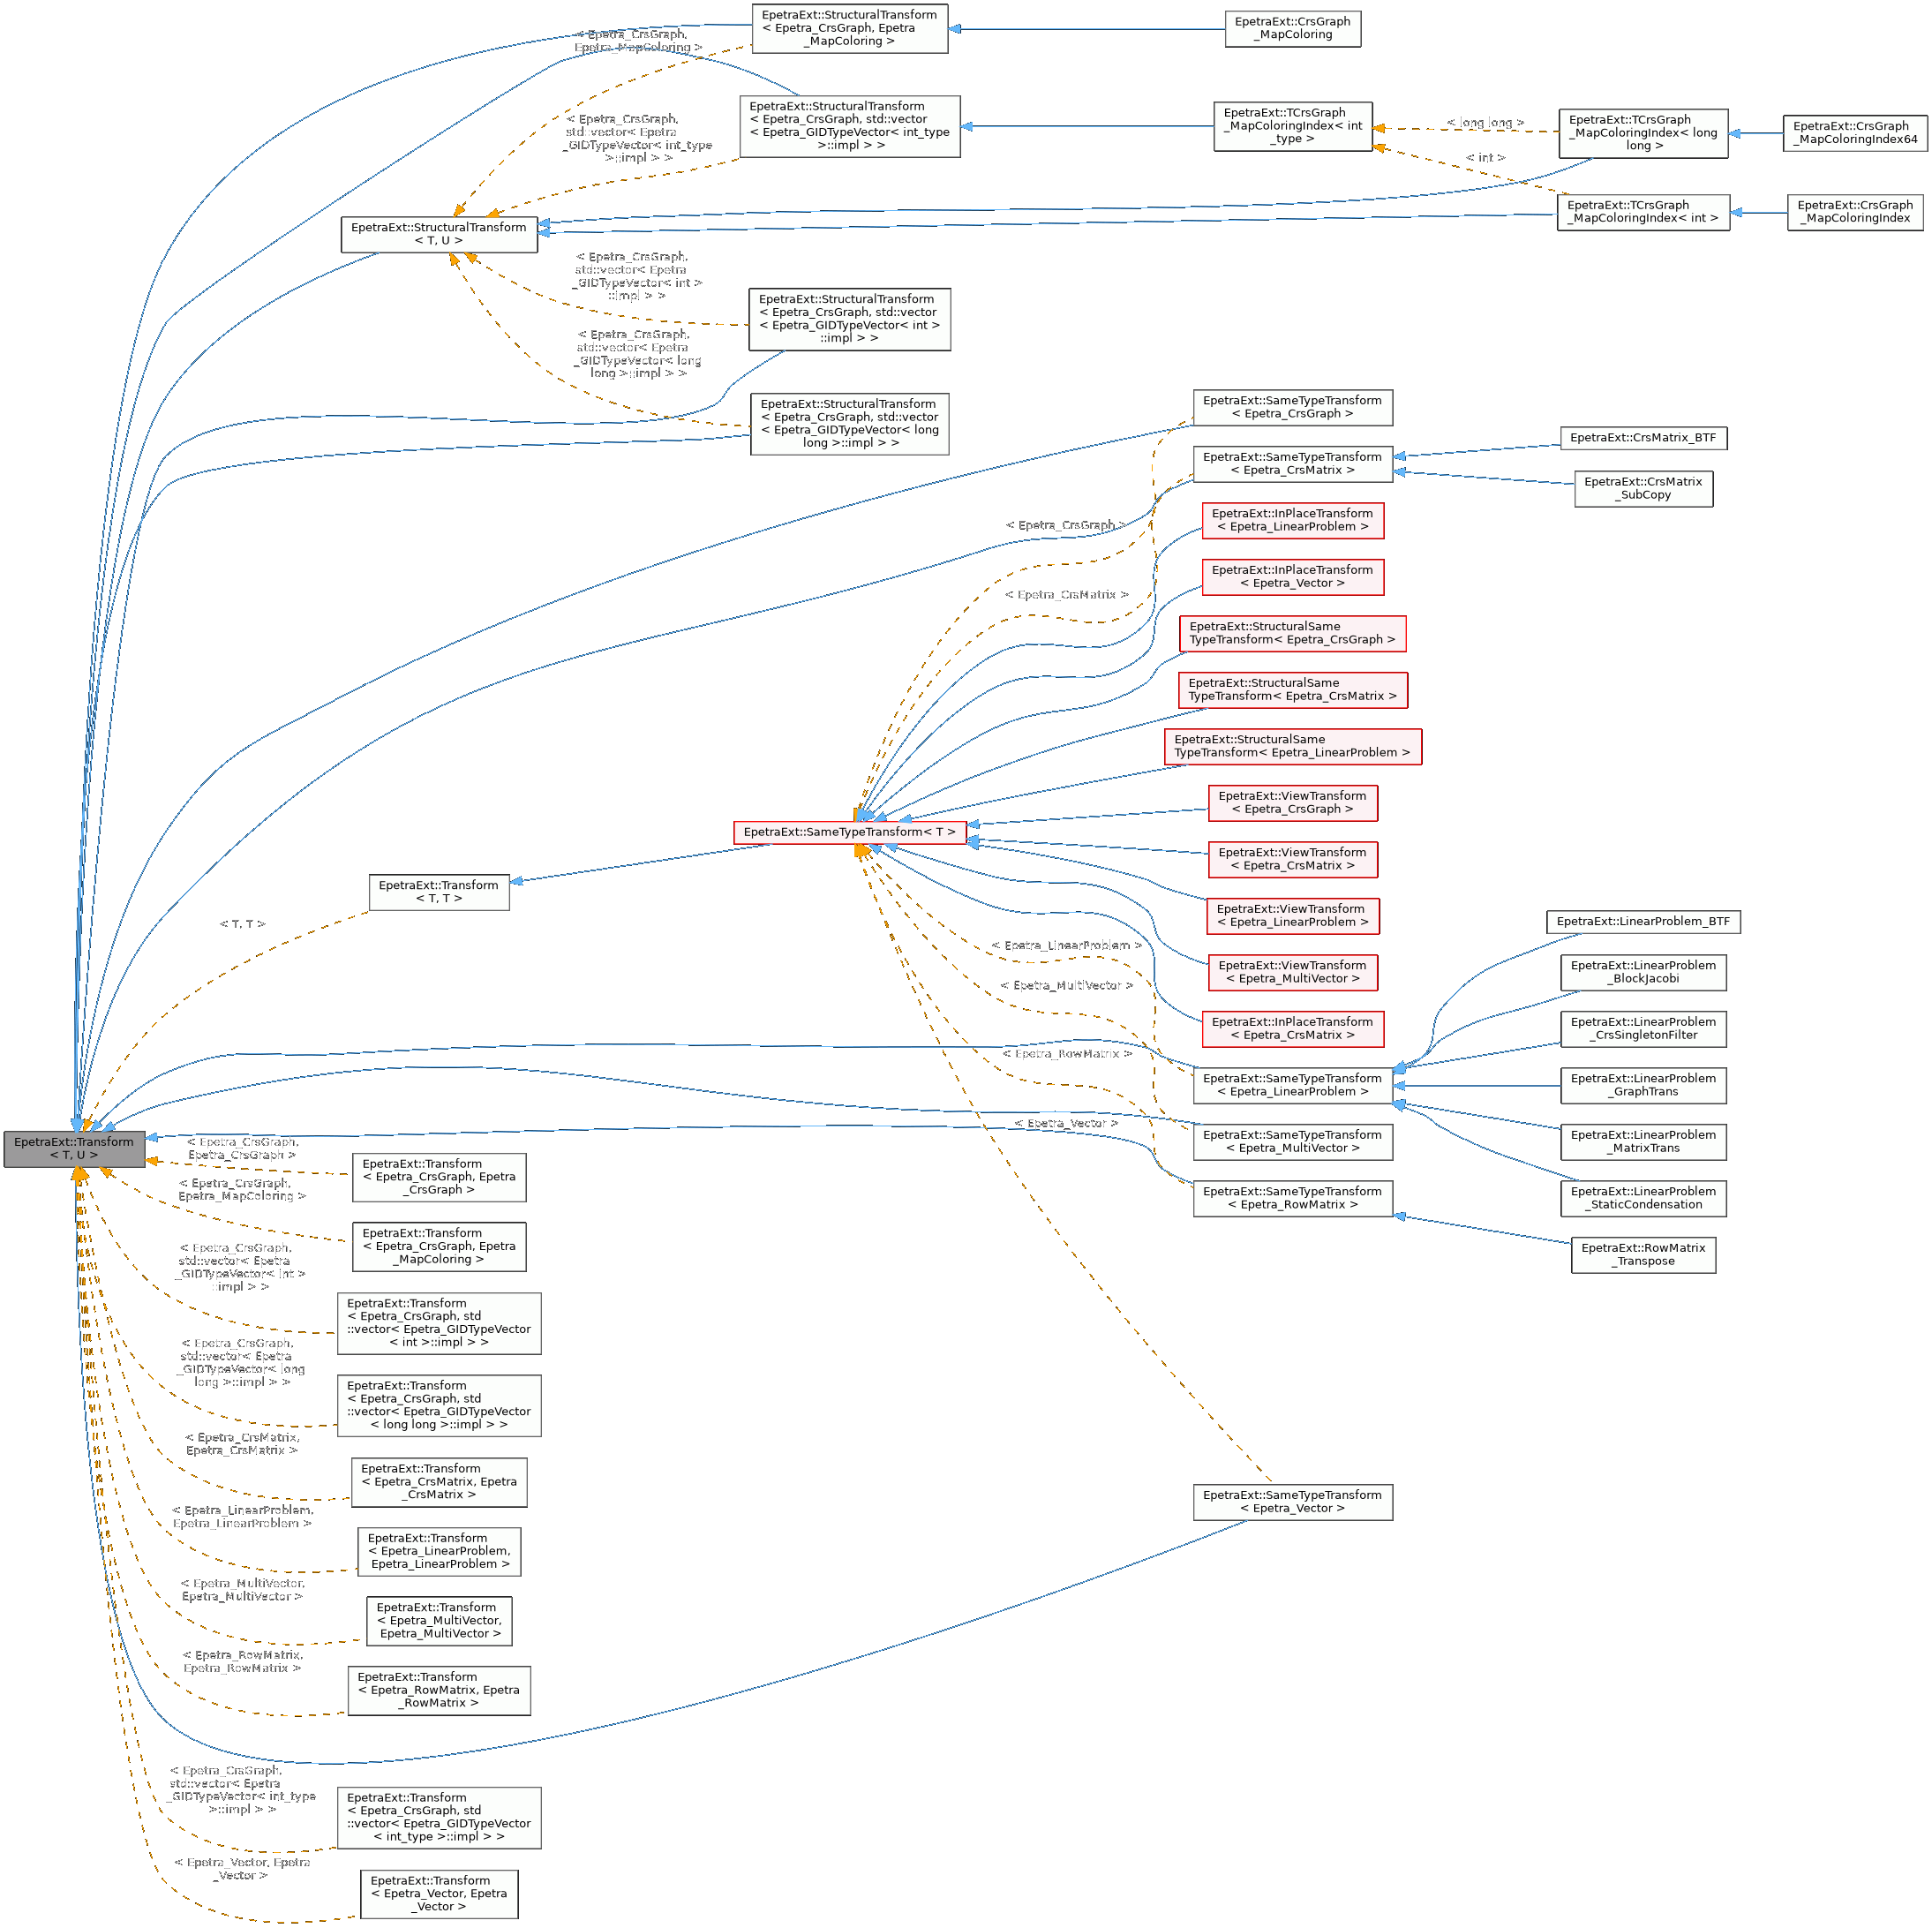 EpetraExt::StructuralTransform
< Epetra_CrsGraph, Epetra
_MapColoring >
EpetraExt::CrsGraph
_MapColoring
< Epetra_CrsGraph,
Epetra_MapColoring >
EpetraExt::StructuralTransform
< Epetra_CrsGraph, std::vector
< Epetra_GIDTypeVector< int_type
>::impl > >
EpetraExt::TCrsGraph
_MapColoringIndex< int
_type >
< long long >
EpetraExt::TCrsGraph
_MapColoringIndex< long
long >
EpetraExt::CrsGraph
_MapColoringIndex64
< Epetra_CrsGraph,
std::vector< Epetra
_GIDTypeVector< int_type
>::impl > >
< int >
EpetraExt::TCrsGraph
_MapColoringIndex< int >
EpetraExt::CrsGraph
_MapColoringIndex
EpetraExt::StructuralTransform
< T, U >
< Epetra_CrsGraph,
std::vector< Epetra
_GIDTypeVector< int >
::impl > >
EpetraExt::StructuralTransform
< Epetra_CrsGraph, std::vector
< Epetra_GIDTypeVector< int >
::impl > >
< Epetra_CrsGraph,
std::vector< Epetra
_GIDTypeVector< long
long >::impl > >
EpetraExt::StructuralTransform
< Epetra_CrsGraph, std::vector
< Epetra_GIDTypeVector< long
long >::impl > >
EpetraExt::SameTypeTransform
< Epetra_CrsGraph >
EpetraExt::SameTypeTransform
< Epetra_CrsMatrix >
EpetraExt::CrsMatrix_BTF
EpetraExt::CrsMatrix
_SubCopy
< Epetra_CrsGraph >
EpetraExt::InPlaceTransform
< Epetra_LinearProblem >
EpetraExt::InPlaceTransform
< Epetra_Vector >
< Epetra_CrsMatrix >
EpetraExt::StructuralSame
TypeTransform< Epetra_CrsGraph >
EpetraExt::StructuralSame
TypeTransform< Epetra_CrsMatrix >
EpetraExt::StructuralSame
TypeTransform< Epetra_LinearProblem >
EpetraExt::ViewTransform
< Epetra_CrsGraph >
EpetraExt::SameTypeTransform< T >
EpetraExt::ViewTransform
< Epetra_CrsMatrix >
EpetraExt::Transform
< T, T >
< T, T >
EpetraExt::ViewTransform
< Epetra_LinearProblem >
EpetraExt::LinearProblem_BTF
< Epetra_LinearProblem >
EpetraExt::ViewTransform
< Epetra_MultiVector >
EpetraExt::LinearProblem
_BlockJacobi
< Epetra_MultiVector >
EpetraExt::InPlaceTransform
< Epetra_CrsMatrix >
EpetraExt::LinearProblem
_CrsSingletonFilter
< Epetra_RowMatrix >
EpetraExt::SameTypeTransform
< Epetra_LinearProblem >
EpetraExt::LinearProblem
_GraphTrans
< Epetra_Vector >
EpetraExt::SameTypeTransform
< Epetra_MultiVector >
EpetraExt::LinearProblem
_MatrixTrans
EpetraExt::Transform
< T, U >
< Epetra_CrsGraph,
Epetra_CrsGraph >
EpetraExt::Transform
< Epetra_CrsGraph, Epetra
_CrsGraph >
EpetraExt::SameTypeTransform
< Epetra_RowMatrix >
EpetraExt::LinearProblem
_StaticCondensation
< Epetra_CrsGraph,
Epetra_MapColoring >
EpetraExt::Transform
< Epetra_CrsGraph, Epetra
_MapColoring >
EpetraExt::RowMatrix
_Transpose
< Epetra_CrsGraph,
std::vector< Epetra
_GIDTypeVector< int >
::impl > >
EpetraExt::Transform
< Epetra_CrsGraph, std
::vector< Epetra_GIDTypeVector
< int >::impl > >
< Epetra_CrsGraph,
std::vector< Epetra
_GIDTypeVector< long
long >::impl > >
EpetraExt::Transform
< Epetra_CrsGraph, std
::vector< Epetra_GIDTypeVector
< long long >::impl > >
< Epetra_CrsMatrix,
Epetra_CrsMatrix >
EpetraExt::Transform
< Epetra_CrsMatrix, Epetra
_CrsMatrix >
EpetraExt::SameTypeTransform
< Epetra_Vector >
< Epetra_LinearProblem,
Epetra_LinearProblem >
EpetraExt::Transform
< Epetra_LinearProblem,
Epetra_LinearProblem >
< Epetra_MultiVector,
Epetra_MultiVector >
EpetraExt::Transform
< Epetra_MultiVector,
Epetra_MultiVector >
< Epetra_RowMatrix,
Epetra_RowMatrix >
EpetraExt::Transform
< Epetra_RowMatrix, Epetra
_RowMatrix >
< Epetra_CrsGraph,
std::vector< Epetra
_GIDTypeVector< int_type
>::impl > >
EpetraExt::Transform
< Epetra_CrsGraph, std
::vector< Epetra_GIDTypeVector
< int_type >::impl > >
< Epetra_Vector, Epetra
_Vector >
EpetraExt::Transform
< Epetra_Vector, Epetra
_Vector >